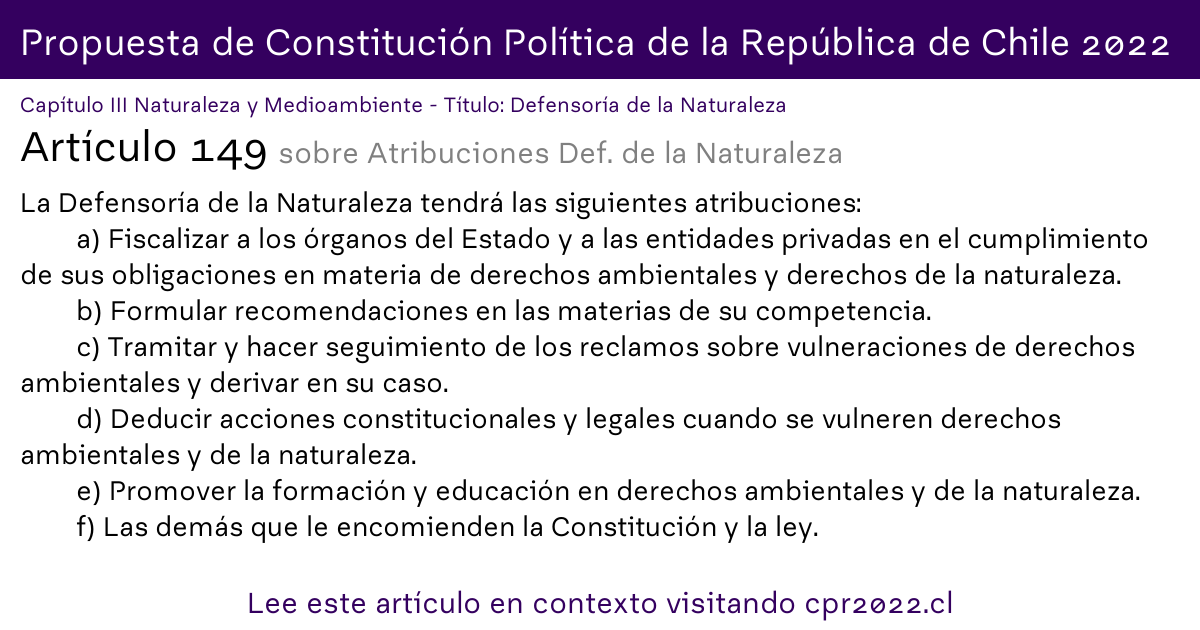 Propuesta de Constitución Política de la República de Chile 2022
Capítulo III Naturaleza y Medioambiente - Título: Defensoría de la Naturaleza
Artículo 149 sobre Atribuciones Def. de la Naturaleza
La Defensoría de la Naturaleza tendrá las siguientes atribuciones:
a) Fiscalizar a los órganos del Estado y a las entidades privadas en el cumplimiento
de sus obligaciones en materia de derechos ambientales y derechos de la naturaleza.
b) Formular recomendaciones en las materias de su competencia.
c) Tramitar y hacer seguimiento de los reclamos sobre vulneraciones de derechos
ambientales y derivar en su caso.
d) Deducir acciones constitucionales y legales cuando se vulneren derechos
ambientales y de la naturaleza.
e) Promover la formación y educación en derechos ambientales y de la naturaleza.
f) Las demás que le encomienden la Constitución y la ley.
Lee este artículo en contexto visitando cpr2022.cl